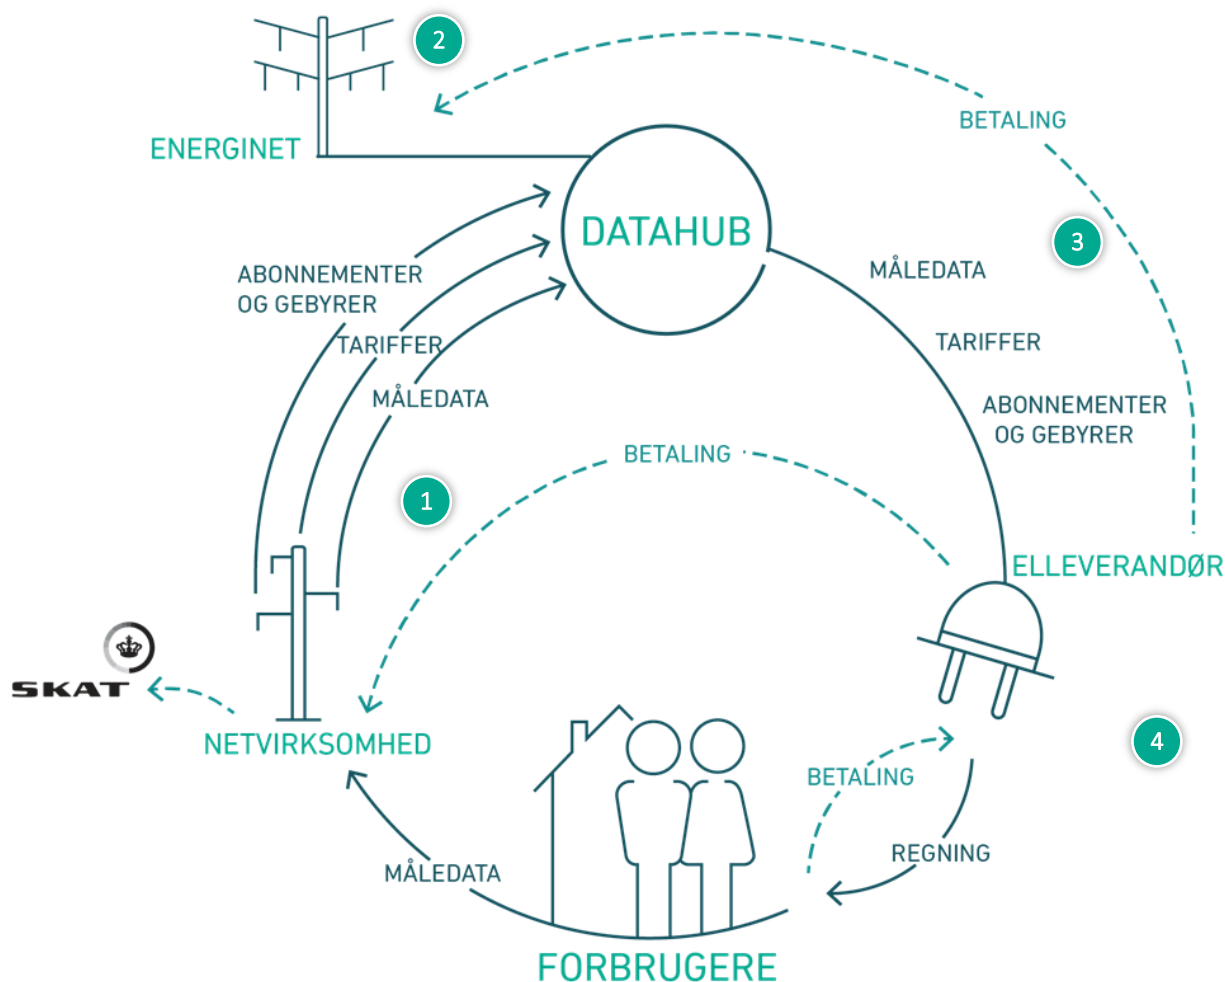 2
BETALING
ENERGINET
DATAHUB
3
ABONNEMENTER
OG GEBYRER
MÅLEDATA
TARIFFER
TARIFFER
MÅLEDATA
ABONNEMENTER
OG GEBYRER
BETALING
1
ELLEVERANDØR
SKAT
NETVIRKSOMHED
4
BETALING
REGNING
MÅLEDATA
FORBRUGERE